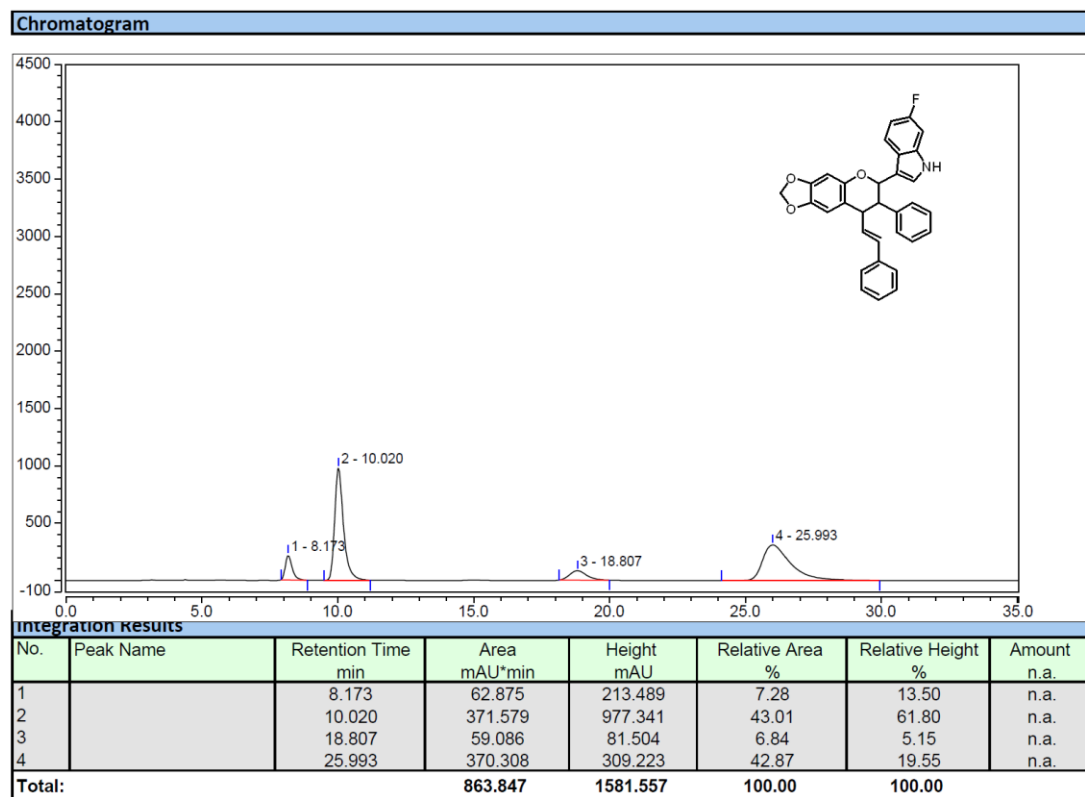 Chromatogram
4500
4000
3500
3000
2500
2000
1500
1000
500
-100
F
NH
O
O
O
1 - 8.173
2 - 10.020
3 - 18.807
4 - 25.993
0.0 5.0 10.0 15.0 20.0 25.0 30.0 35.0
Integration Results
No. Peak Name Retention Time Area Height Relative Area Relative Height Amount
min mAU*min mAU % % n.a.
1 8.173 62.875 213.489 7.28 13.50 n.a.
2 10.020 371.579 977.341 43.01 61.80 n.a.
3 18.807 59.086 81.504 6.84 5.15 n.a.
4 25.993 370.308 309.223 42.87 19.55 n.a.
Total: 863.847 1581.557 100.00 100.00